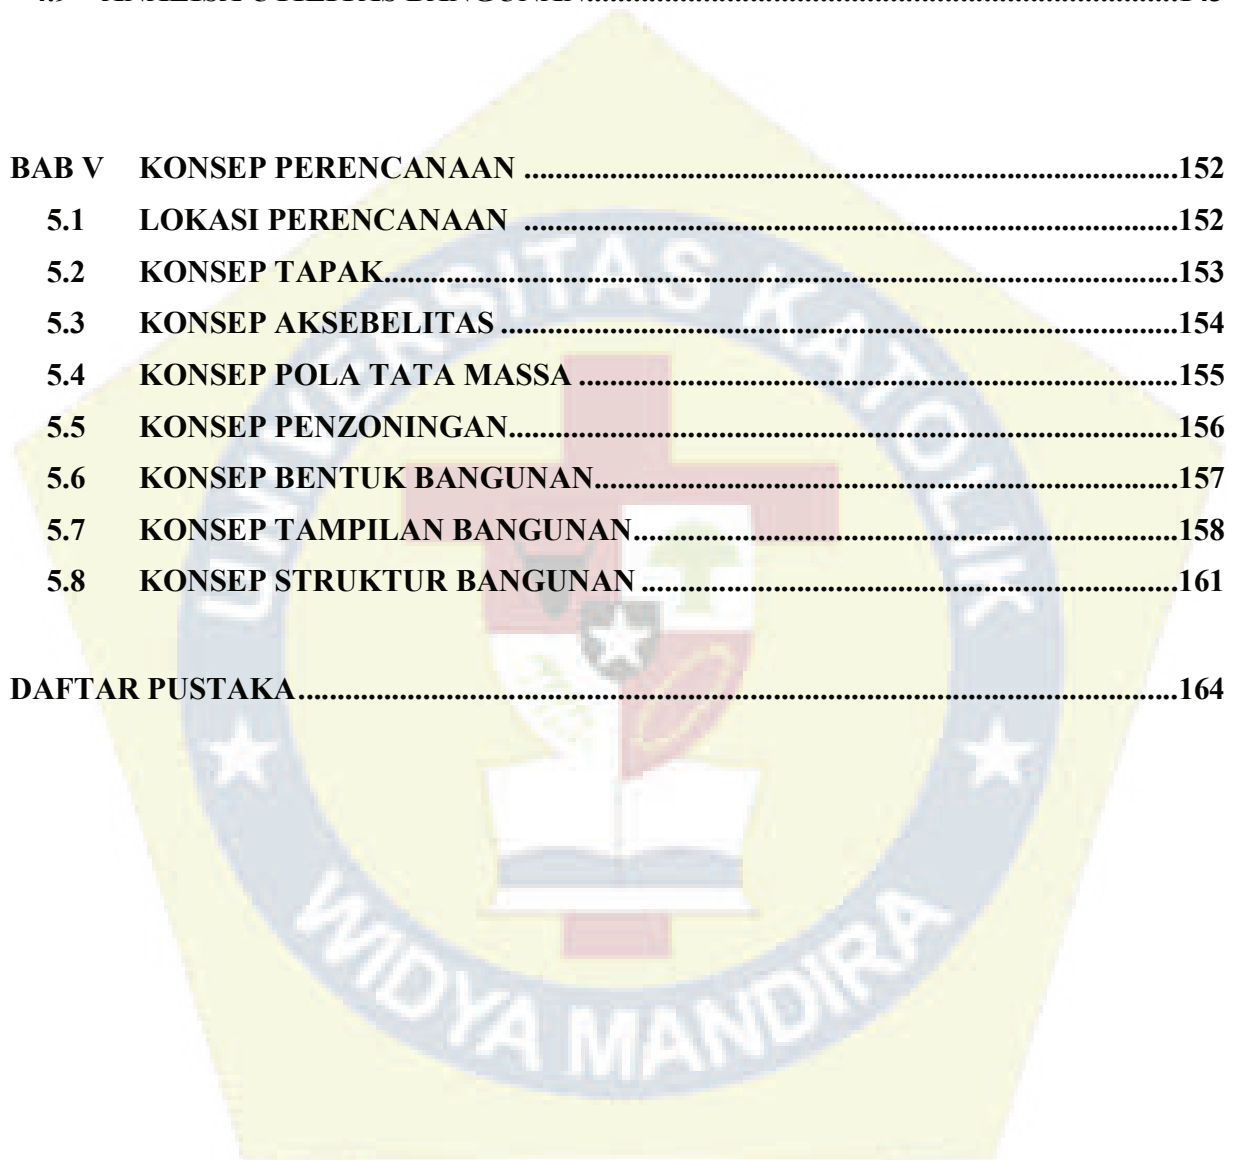 BAB V KONSEP PERENCANAAN ....................................................................................152
5.1 LOKASI PERENCANAAN ....................................................................................152
5.2 KONSEP TAPAK......................................................................................................153
5.3 KONSEP AKSEBELITAS .......................................................................................154
5.4 KONSEP POLA TATA MASSA .............................................................................155
5.5 KONSEP PENZONINGAN......................................................................................156
5.6 KONSEP BENTUK BANGUNAN...........................................................................157
5.7 KONSEP TAMPILAN BANGUNAN......................................................................158
5.8 KONSEP STRUKTUR BANGUNAN .....................................................................161
DAFTAR PUSTAKA.................................................................................................................164
UNIVERSITAS KATOLIK
WIDYA MANDIRA